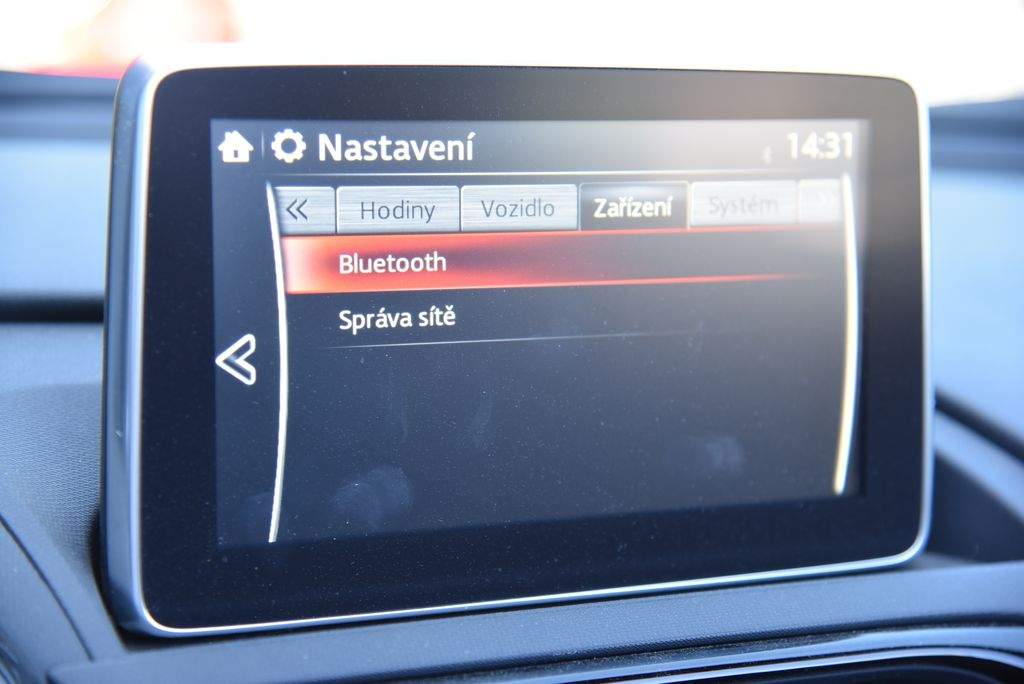 Nastavení 14:31
« Hodiny Vozidlo Zařízení Systém »
Bluetooth
Správa sítě